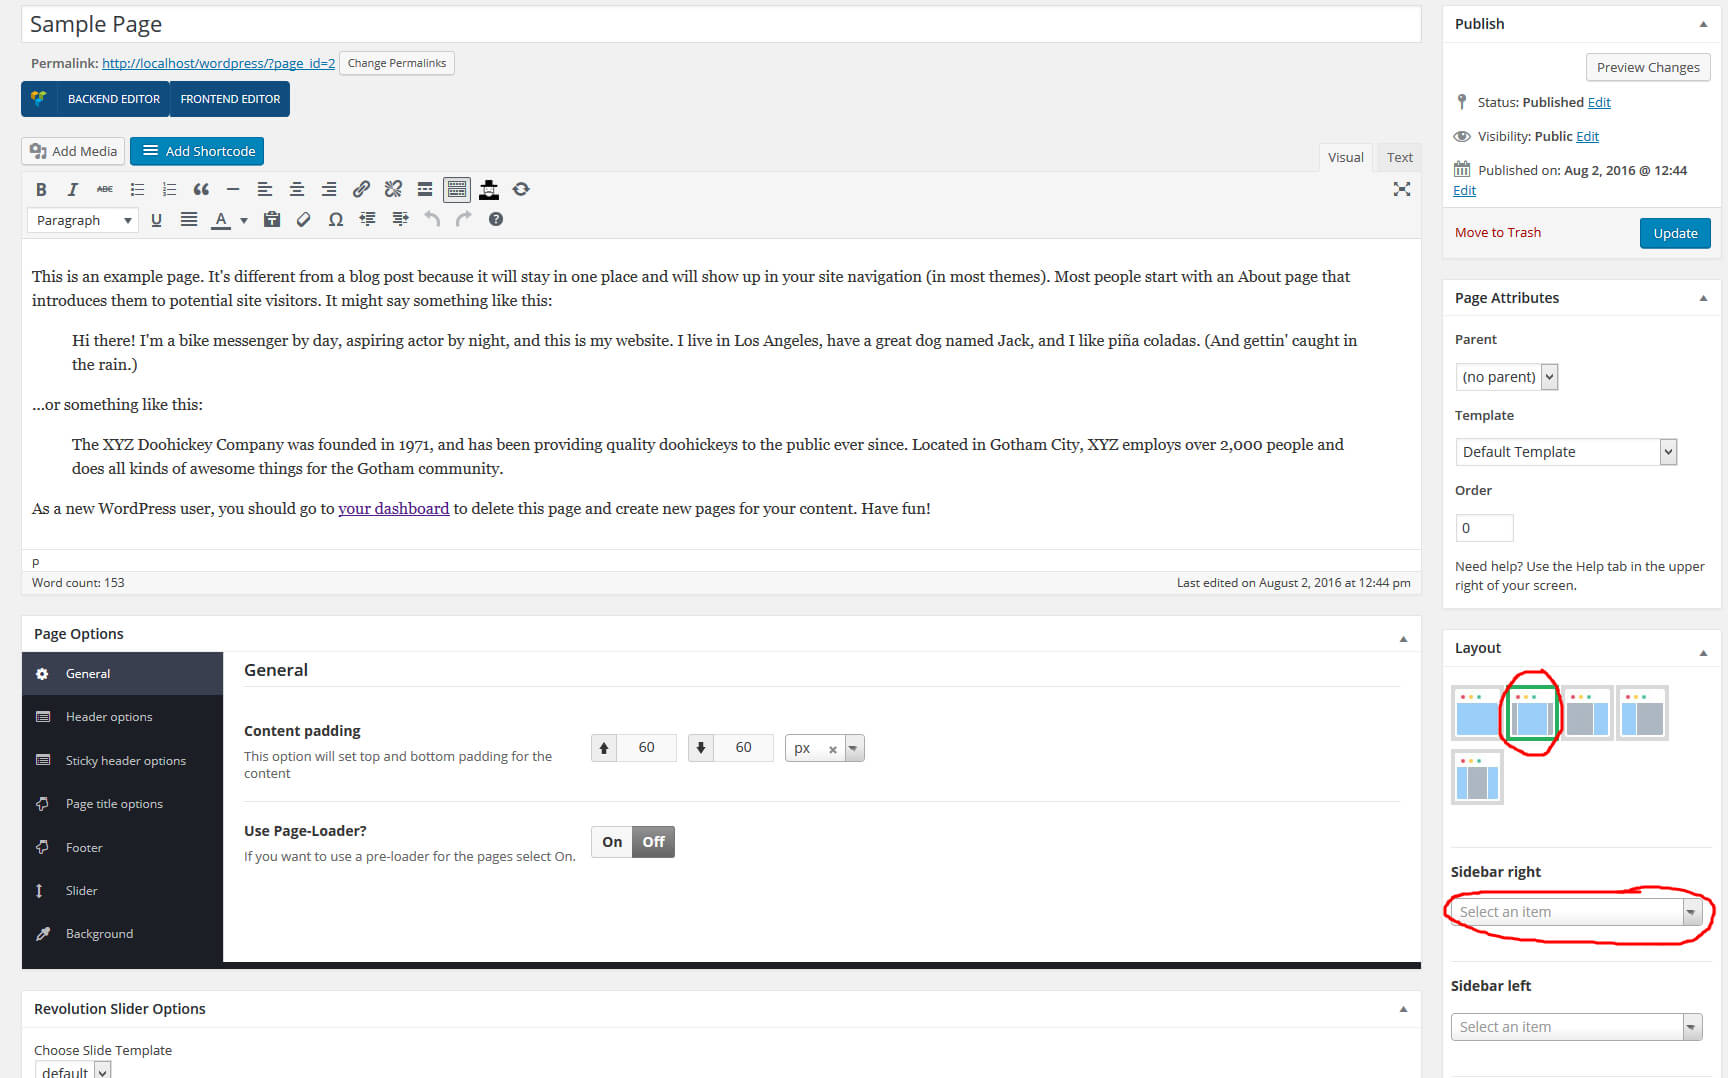 Sample Page
Permalink: http://localhost/wordpress/?page_id=2 Change Permalinks
BACKEND EDITOR FRONTEND EDITOR
Add Media Add Shortcode
Visual Text
B I ABC
Paragraph U A Ω
This is an example page. It's different from a blog post because it will stay in one place and will show up in your site navigation (in most themes). Most people start with an About page that
introduces them to potential site visitors. It might say something like this:
Hi there! I'm a bike messenger by day, aspiring actor by night, and this is my website. I live in Los Angeles, have a great dog named Jack, and I like piña coladas. (And gettin' caught in
the rain.)
...or something like this:
The XYZ Doohickey Company was founded in 1971, and has been providing quality doohickeys to the public ever since. Located in Gotham City, XYZ employs over 2,000 people and
does all kinds of awesome things for the Gotham community.
As a new WordPress user, you should go to your dashboard to delete this page and create new pages for your content. Have fun!
p
Word count: 153 Last edited on August 2, 2016 at 12:44 pm
Page Options
General
Header options
Sticky header options
Page title options
Footer
Slider
Background
General
Content padding
This option will set top and bottom padding for the
content
60 60 px
Use Page-Loader?
If you want to use a pre-loader for the pages select On.
On Off
Revolution Slider Options
Choose Slide Template
default
Publish
Preview Changes
Status: Published Edit
Visibility: Public Edit
Published on: Aug 2, 2016 @ 12:44
Edit
Move to Trash Update
Page Attributes
Parent
(no parent)
Template
Default Template
Order
0
Need help? Use the Help tab in the upper
right of your screen.
Layout
Sidebar right
Select an item
Sidebar left
Select an item